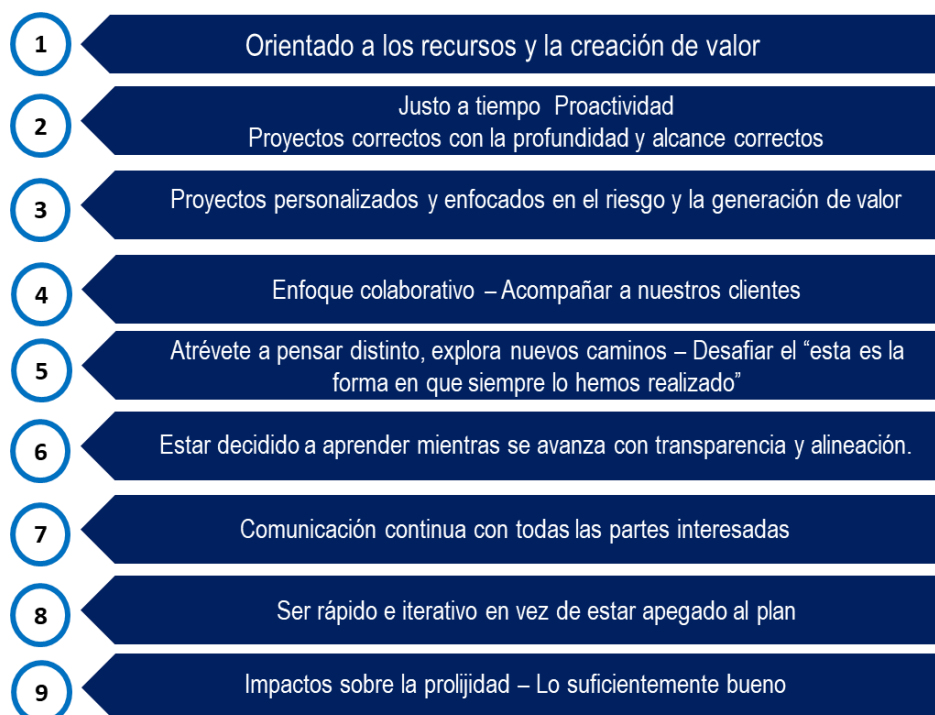 1
Orientado a los recursos y la creación de valor
2
Justo a tiempo Proactividad
Proyectos correctos con la profundidad y alcance correctos
3
Proyectos personalizados y enfocados en el riesgo y la generación de valor
4
Enfoque colaborativo – Acompañar a nuestros clientes
5
Atrévete a pensar distinto, explora nuevos caminos – Desafiar el “esta es la
forma en que siempre lo hemos realizado”
6
Estar decidido a aprender mientras se avanza con transparencia y alineación.
7
Comunicación continua con todas las partes interesadas
8
Ser rápido e iterativo en vez de estar apegado al plan
9
Impactos sobre la prolijidad – Lo suficientemente bueno